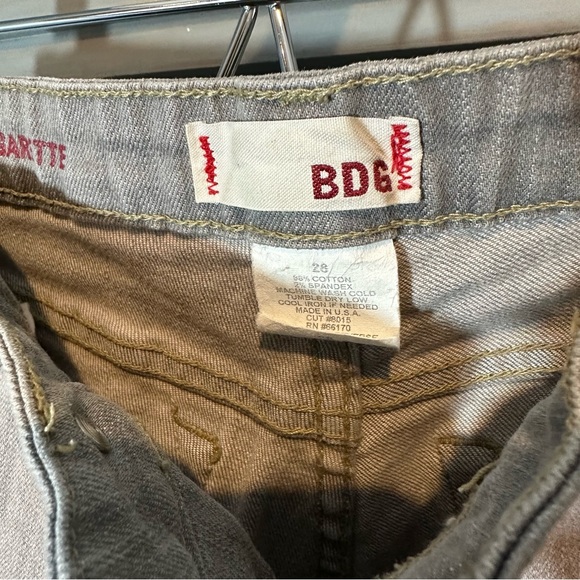 GARTTE
BDG
28
98% COTTON
2% SPANDEX
MACHINE WASH COLD
TUMBLE DRY LOW
COOL IRON IF NEEDED
MADE IN U.S.A.
CUT #8015
RN #66170